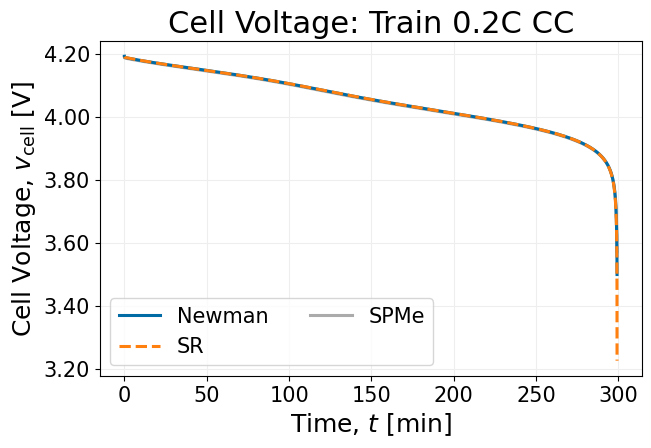 Cell Voltage: Train 0.2C CC
Cell Voltage, v_cell [V]
4.20
4.00
3.80
3.60
3.40
3.20
Newman
SR
SPMe
0 50 100 150 200 250 300
Time, t [min]